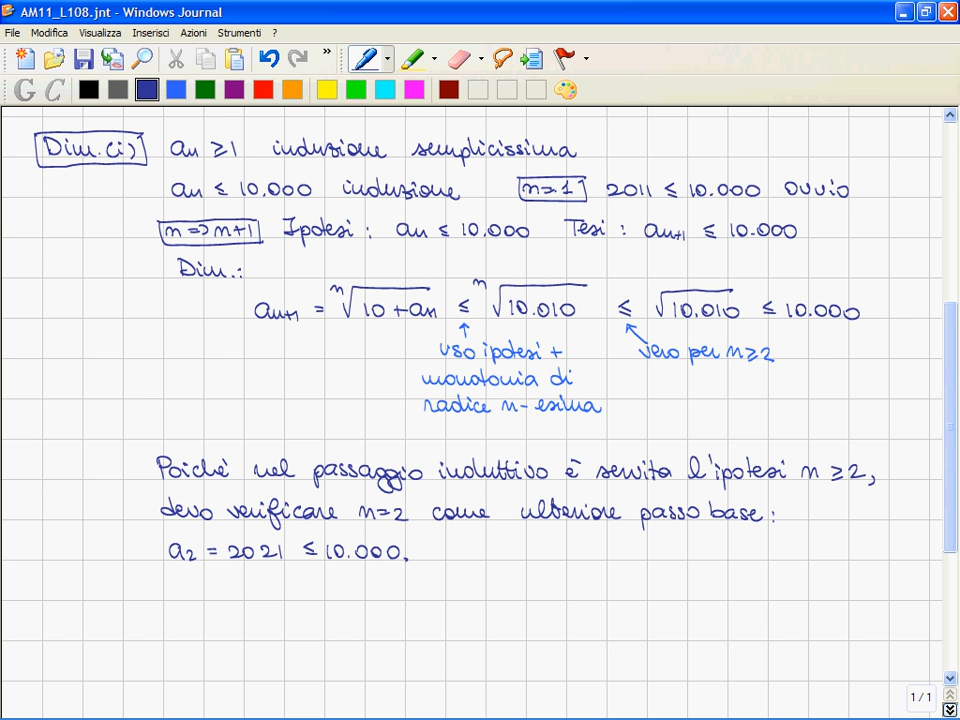 AM11_L108.jnt - Windows Journal
File Modifica Visualizza Inserisci Azioni Strumenti ?
G C
Dim. (i) an ≥ 1 induzione semplicissima
an ≤ 10.000 induzione n=1 2011 ≤ 10.000 ovvio
n => n+1 Ipotesi : an ≤ 10.000 Tesi : an+1 ≤ 10.000
Dim.:
an+1 = n√10+an ≤ n√10.010 ≤ √10.010 ≤ 10.000
uso ipotesi + vero per n≥2
monotonia di
radice n-esima
Poiché nel passaggio induttivo è servita l'ipotesi n ≥ 2,
devo verificare n=2 come ulteriore passo base:
a2 = 2021 ≤ 10.000.
1 / 1